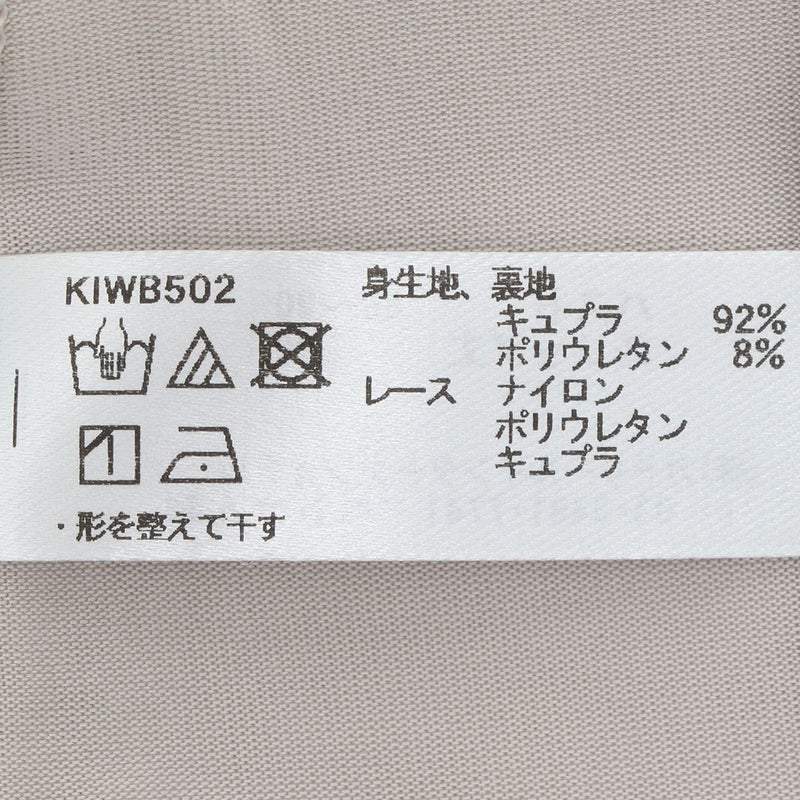 KIWB502
・形を整えて干す
身生地、裏地
キュプラ 92%
ポリウレタン 8%
レース ナイロン
ポリウレタン
キュプラ